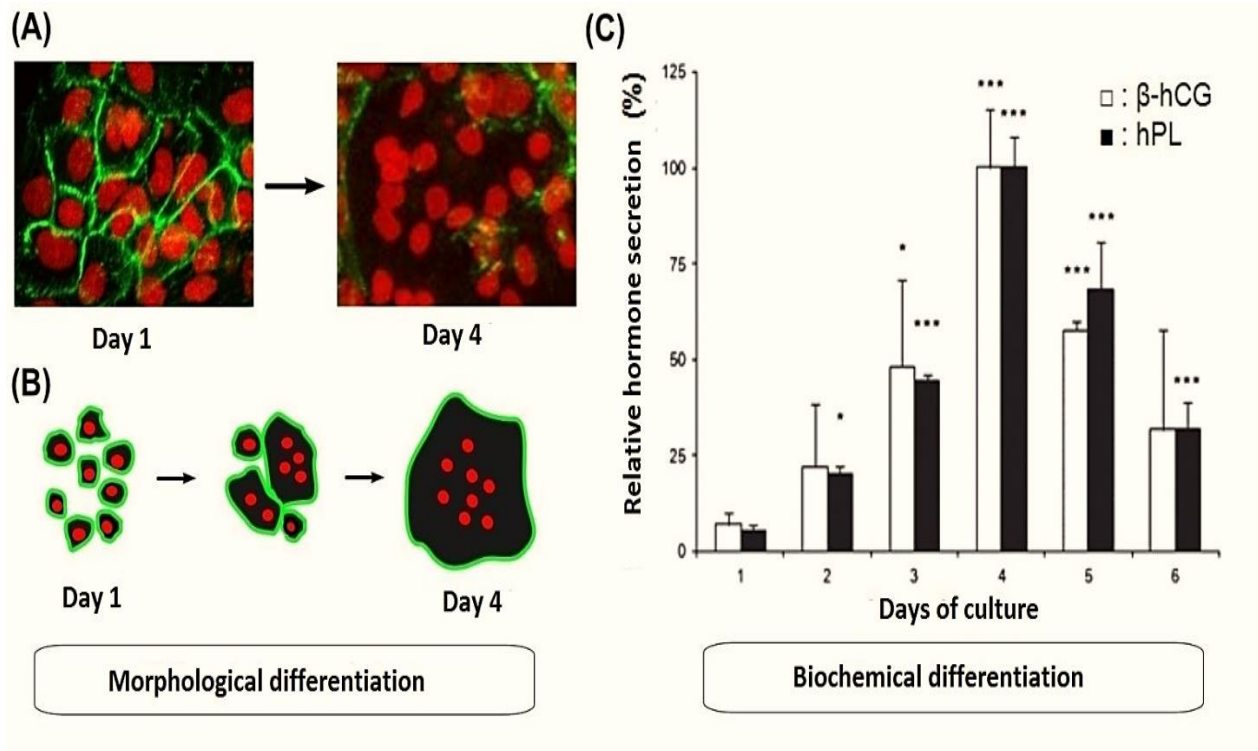 (A)
Day 1
Day 4
(B)
Day 1
Day 4
Morphological differentiation
(C)
Relative hormone secretion (%)
125
100
75
50
25
0
□ : β-hCG
■ : hPL
*
*
***
***
***
***
***
***
1 2 3 4 5 6
Days of culture
Biochemical differentiation